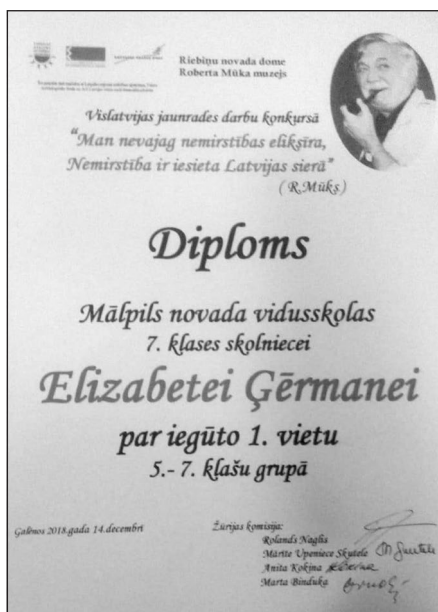 Riebiņu novada dome
Roberta Mūka muzejs
Vislatvijas jaunrades darbu konkursā
“Man nevajag nemirstības eliksīra,
Nemirstība ir iesieta Latvijas sierā”
(R.Mūks)
Diploms
Mālpils novada vidusskolas
7. klases skolniecei
Elizabetei Ģērmanei
par iegūto 1. vietu
5.- 7. klašu grupā
Galēnos 2018.gada 14.decembrī
Žūrijas komisija:
Rolands Naglis
Mārīte Upeniece Skutele
Anita Kokina
Marta Binduka